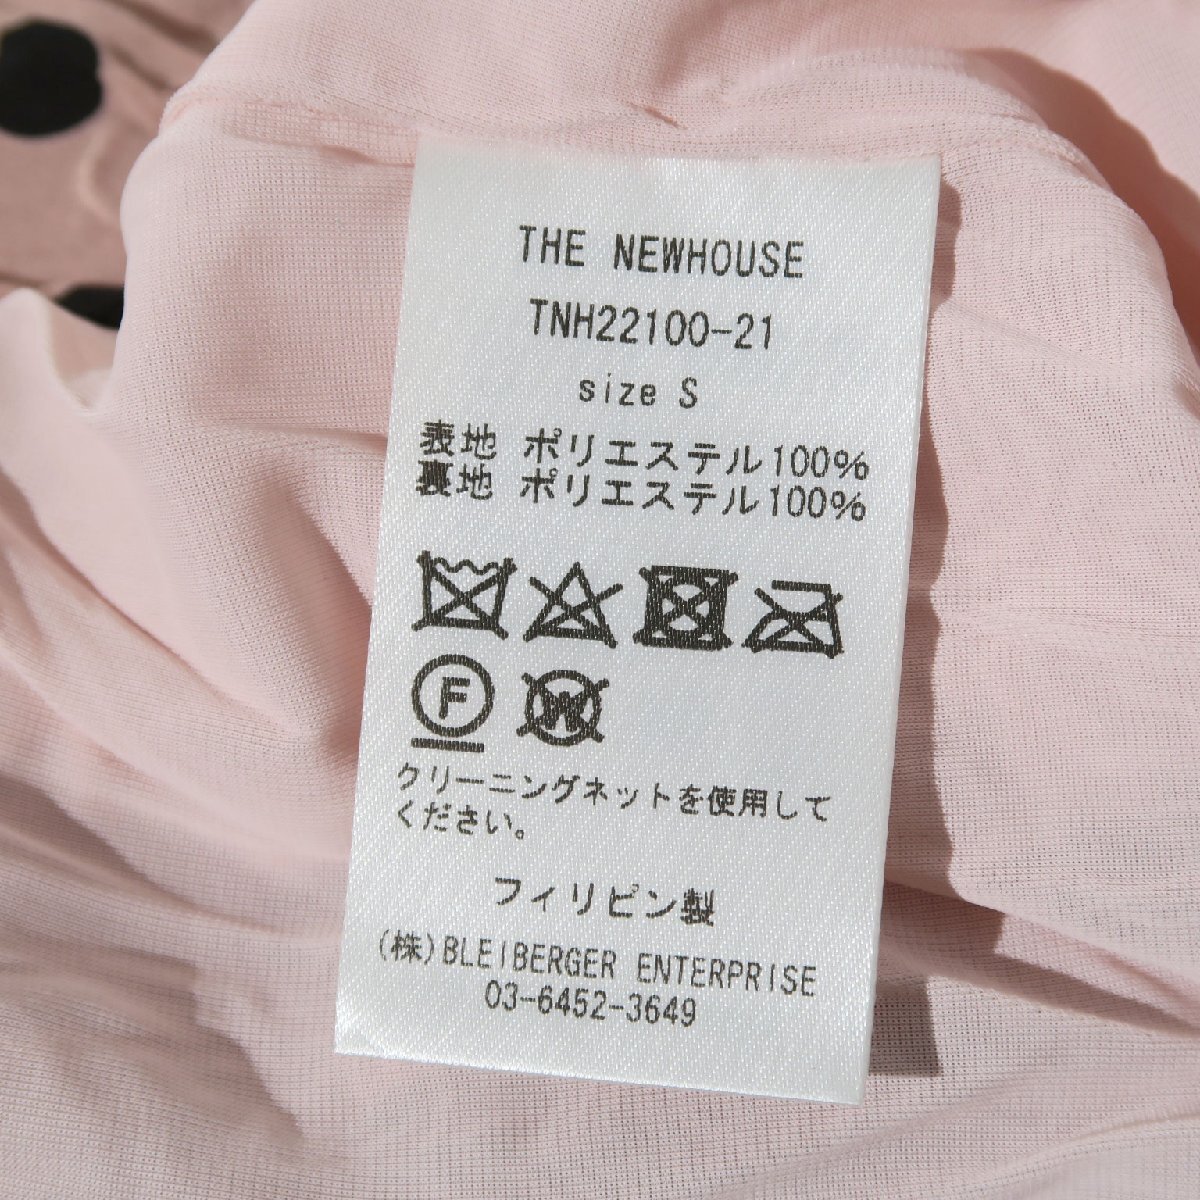 THE NEWHOUSE
TNH22100-21
size S
表地 ポリエステル100%
裏地 ポリエステル100%
F
W
クリーニングネットを使用して
ください。
フィリピン製
(株)BLEIBERGER ENTERPRISE
03-6452-3649